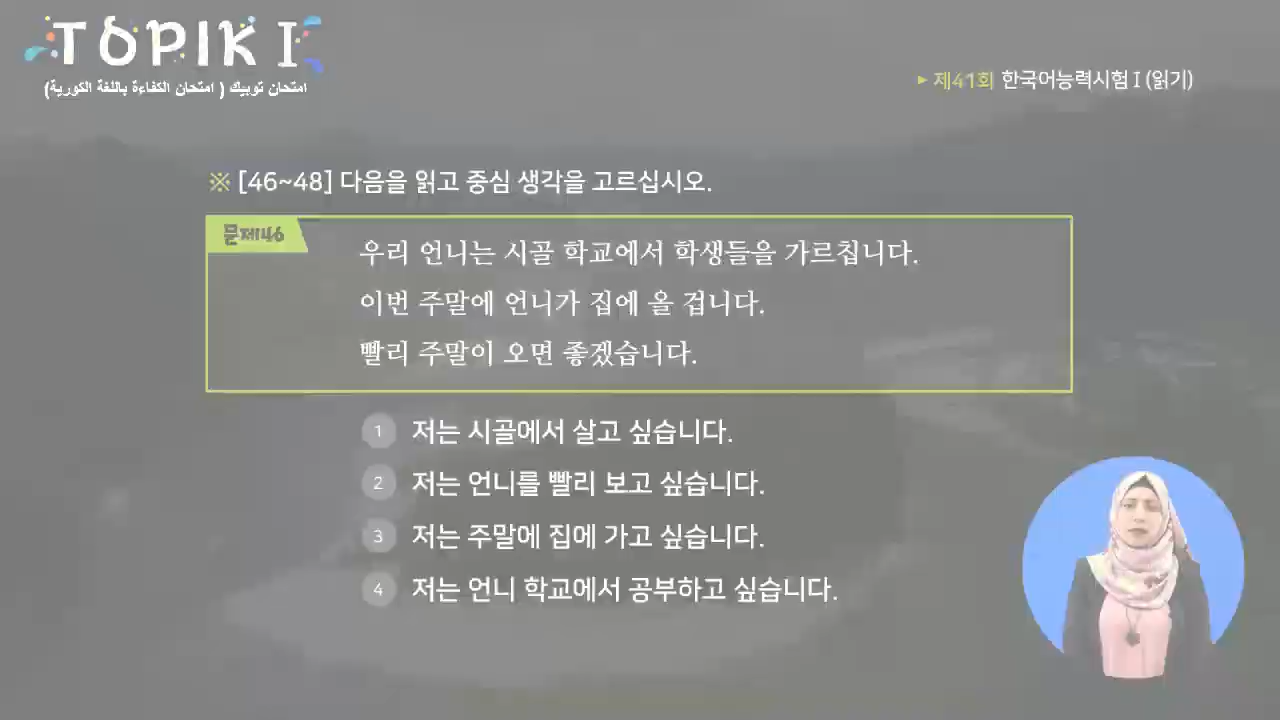 TOPIK I
امتحان توبيك ( امتحان الكفاءة باللغة الكورية)
▸ 제41회 한국어능력시험 I (읽기)
※ [46~48] 다음을 읽고 중심 생각을 고르십시오.
문제46
우리 언니는 시골 학교에서 학생들을 가르칩니다.
이번 주말에 언니가 집에 올 겁니다.
빨리 주말이 오면 좋겠습니다.
1 저는 시골에서 살고 싶습니다.
2 저는 언니를 빨리 보고 싶습니다.
3 저는 주말에 집에 가고 싶습니다.
4 저는 언니 학교에서 공부하고 싶습니다.